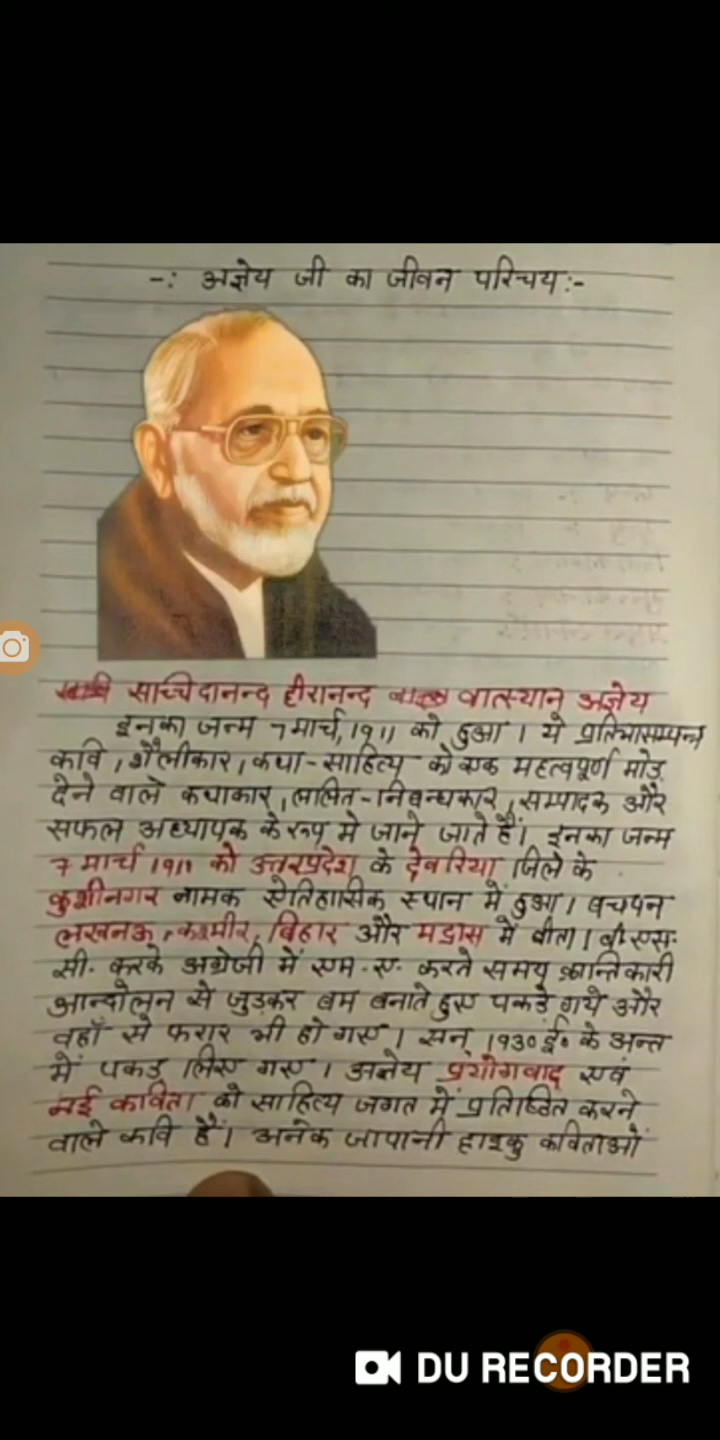 -: अज्ञेय जी का जीवन परिचय:-
सच्चिदानन्द हीरानन्द वात्स्यान अज्ञेय
इनका जन्म 7 मार्च, 1911 को हुआ। ये प्रतिभासम्पन्न
कवि, शैलीकार, कथा-साहित्य को एक महत्वपूर्ण मोड़
देने वाले कथाकार, ललित-निबन्धकार, सम्पादक और
सफल अध्यापक के रूप मे जाने जाते हैं। इनका जन्म
7 मार्च 1911 को उत्तरप्रदेश के देवरिया जिले के
कुशीनगर नामक ऐतिहासिक स्थान में हुआ। बचपन
लखनऊ, कश्मीर, बिहार और मद्रास में बीता। बी.एस.
सी. करके अंग्रेजी में एम.ए. करते समय क्रान्तिकारी
आन्दोलन से जुड़कर बम बनाते हुए पकड़े गये और
वहाँ से फरार भी हो गए। सन् 1930 ई० के अन्त
में पकड़ लिए गए। अज्ञेय प्रयोगवाद एवं
नई कविता को साहित्य जगत में प्रतिष्ठित करने
वाले कवि हैं। अनेक जापानी हाइकु कविताओं
DU RECORDER